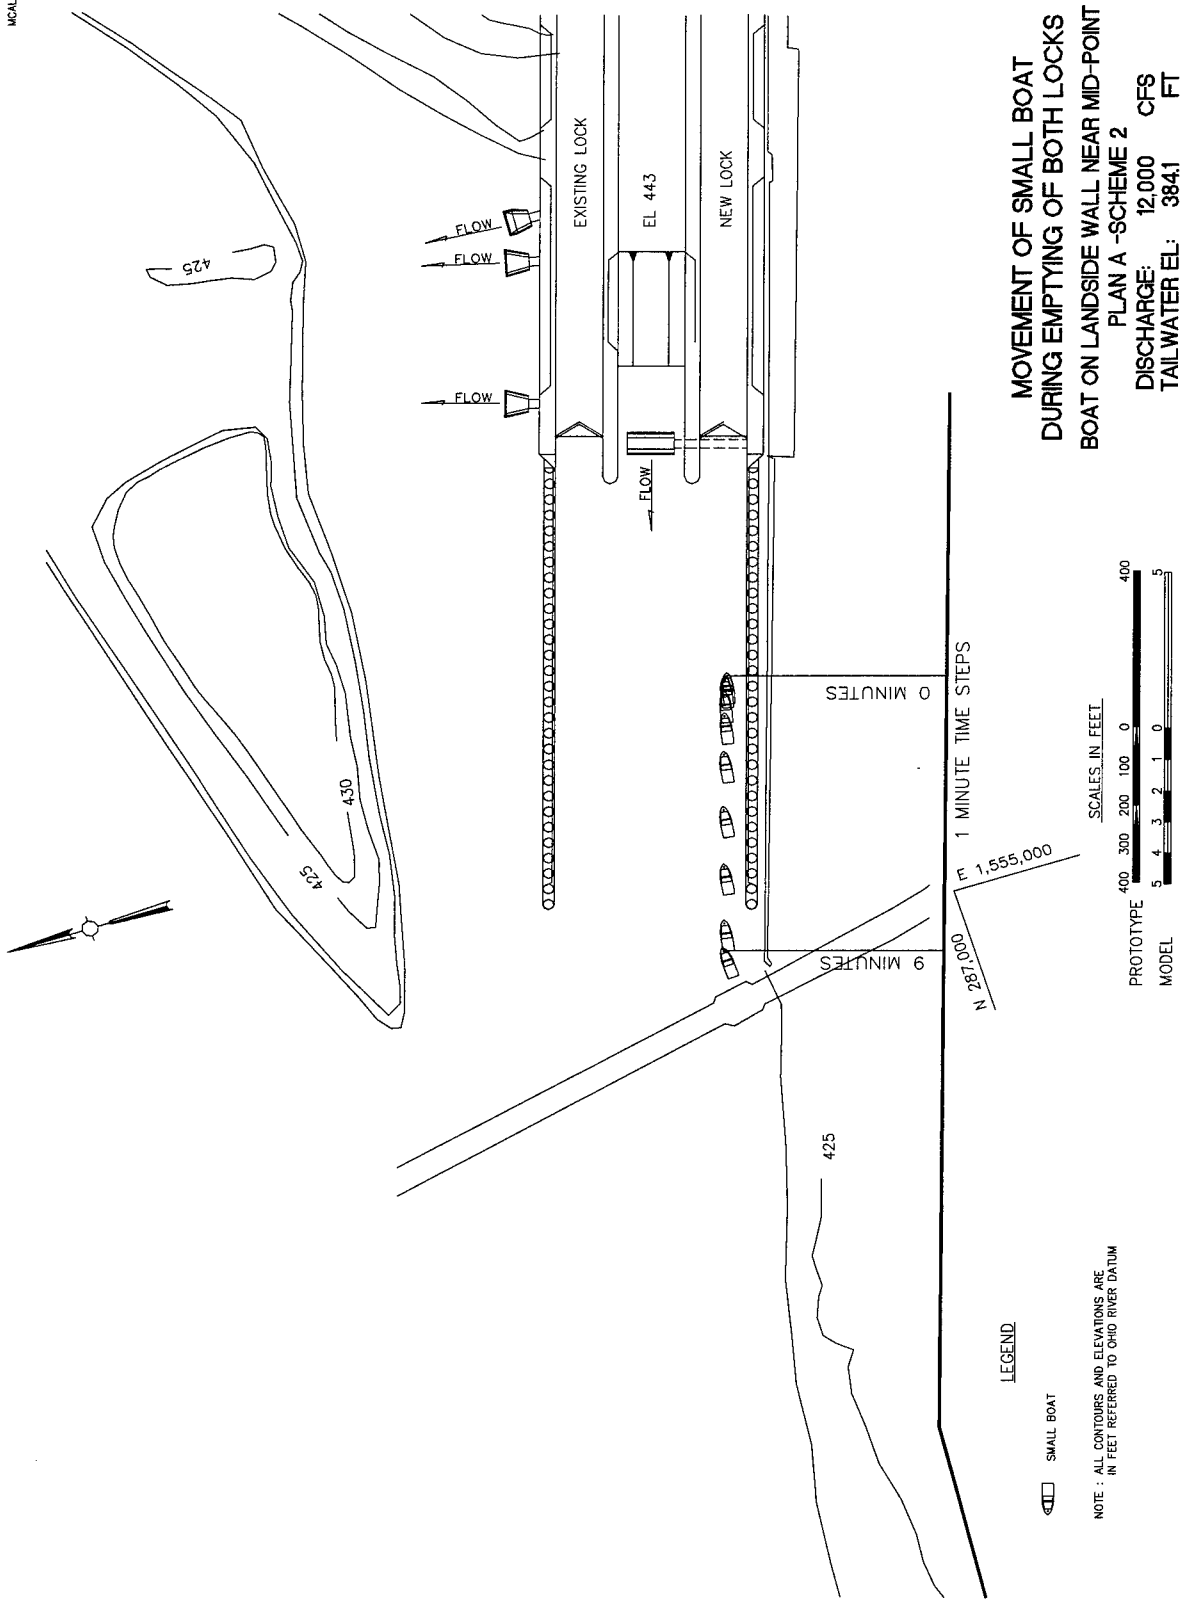 MCAL
425
FLOW
FLOW
FLOW
EXISTING LOCK
EL 443
NEW LOCK
FLOW
430
425
0 MINUTES
9 MINUTES
1 MINUTE TIME STEPS
E 1,555,000
N 287,000
425
MOVEMENT OF SMALL BOAT
DURING EMPTYING OF BOTH LOCKS
BOAT ON LANDSIDE WALL NEAR MID-POINT
PLAN A -SCHEME 2
DISCHARGE: 12,000 CFS
TAILWATER EL: 384.1 FT
SCALES IN FEET
PROTOTYPE 400 300 200 100 0 400
MODEL 5 4 3 2 1 0 5
LEGEND
SMALL BOAT
NOTE : ALL CONTOURS AND ELEVATIONS ARE
IN FEET REFERRED TO OHIO RIVER DATUM